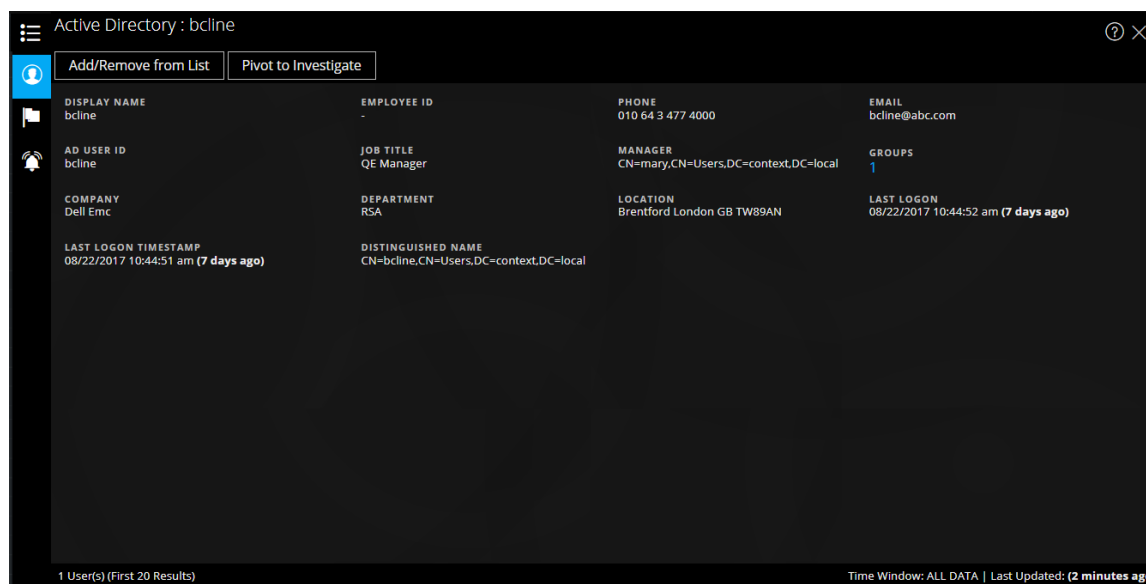 Active Directory : bcline
Add/Remove from List Pivot to Investigate
DISPLAY NAME EMPLOYEE ID PHONE EMAIL
bcline - 010 64 3 477 4000 bcline@abc.com
AD USER ID JOB TITLE MANAGER GROUPS
bcline QE Manager CN=mary,CN=Users,DC=context,DC=local 1
COMPANY DEPARTMENT LOCATION LAST LOGON
Dell Emc RSA Brentford London GB TW89AN 08/22/2017 10:44:52 am (7 days ago)
LAST LOGON TIMESTAMP DISTINGUISHED NAME
08/22/2017 10:44:51 am (7 days ago) CN=bcline,CN=Users,DC=context,DC=local
1 User(s) (First 20 Results) Time Window: ALL DATA | Last Updated: (2 minutes ag